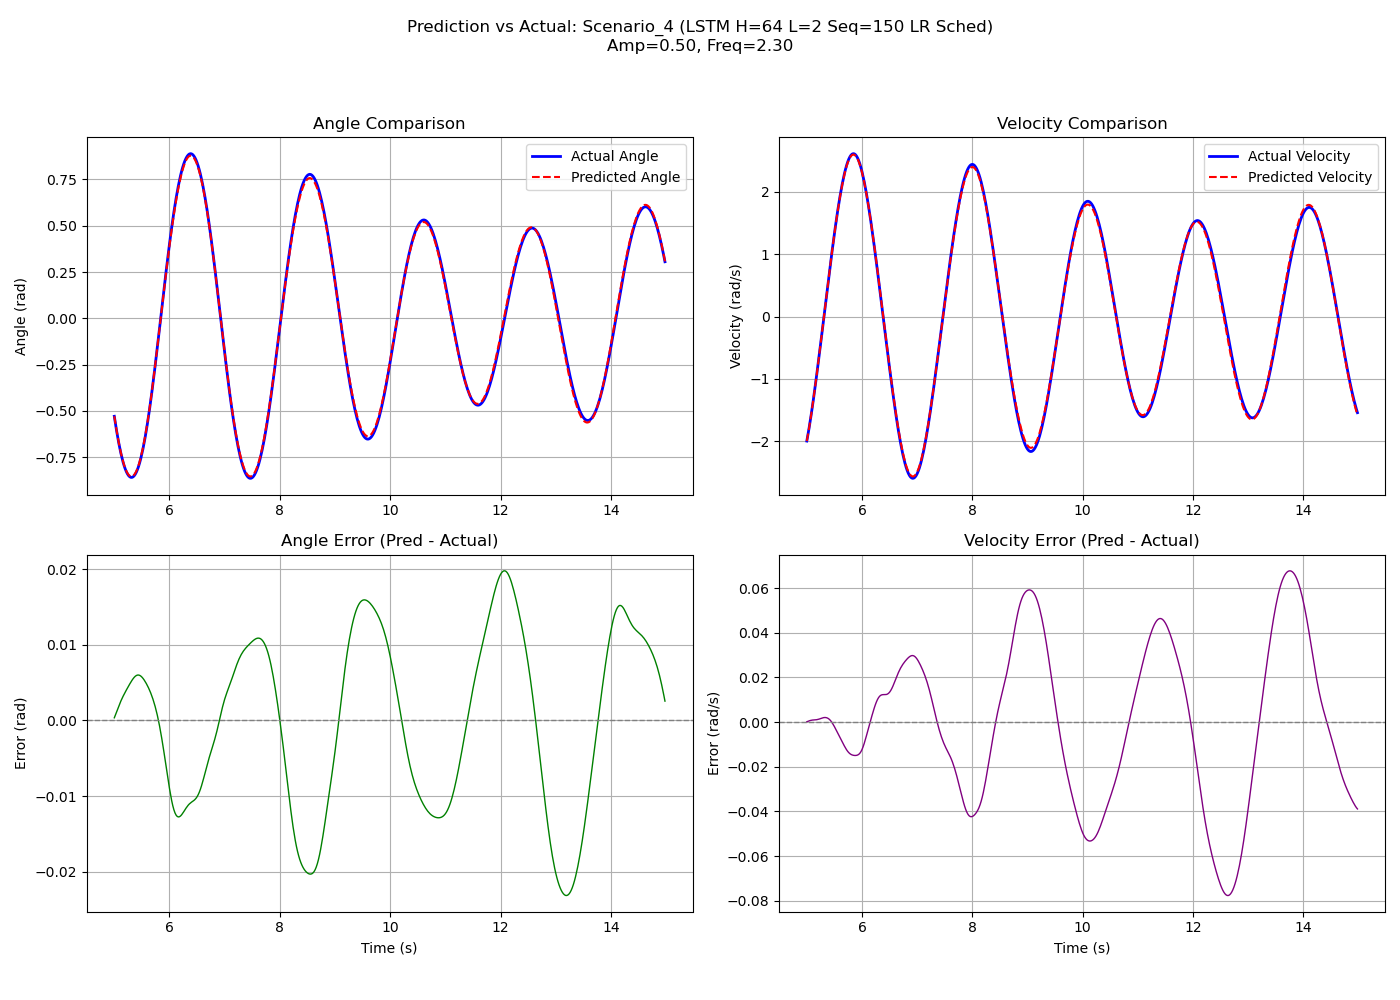 Prediction vs Actual: Scenario_4 (LSTM H=64 L=2 Seq=150 LR Sched)
Amp=0.50, Freq=2.30
Angle Comparison
Actual Angle
Predicted Angle
0.75
0.50
0.25
0.00
−0.25
−0.50
−0.75
Angle (rad)
6 8 10 12 14
Velocity Comparison
Actual Velocity
Predicted Velocity
2
1
0
−1
−2
Velocity (rad/s)
6 8 10 12 14
Angle Error (Pred - Actual)
0.02
0.01
0.00
−0.01
−0.02
Error (rad)
6 8 10 12 14
Time (s)
Velocity Error (Pred - Actual)
0.06
0.04
0.02
0.00
−0.02
−0.04
−0.06
−0.08
Error (rad/s)
6 8 10 12 14
Time (s)